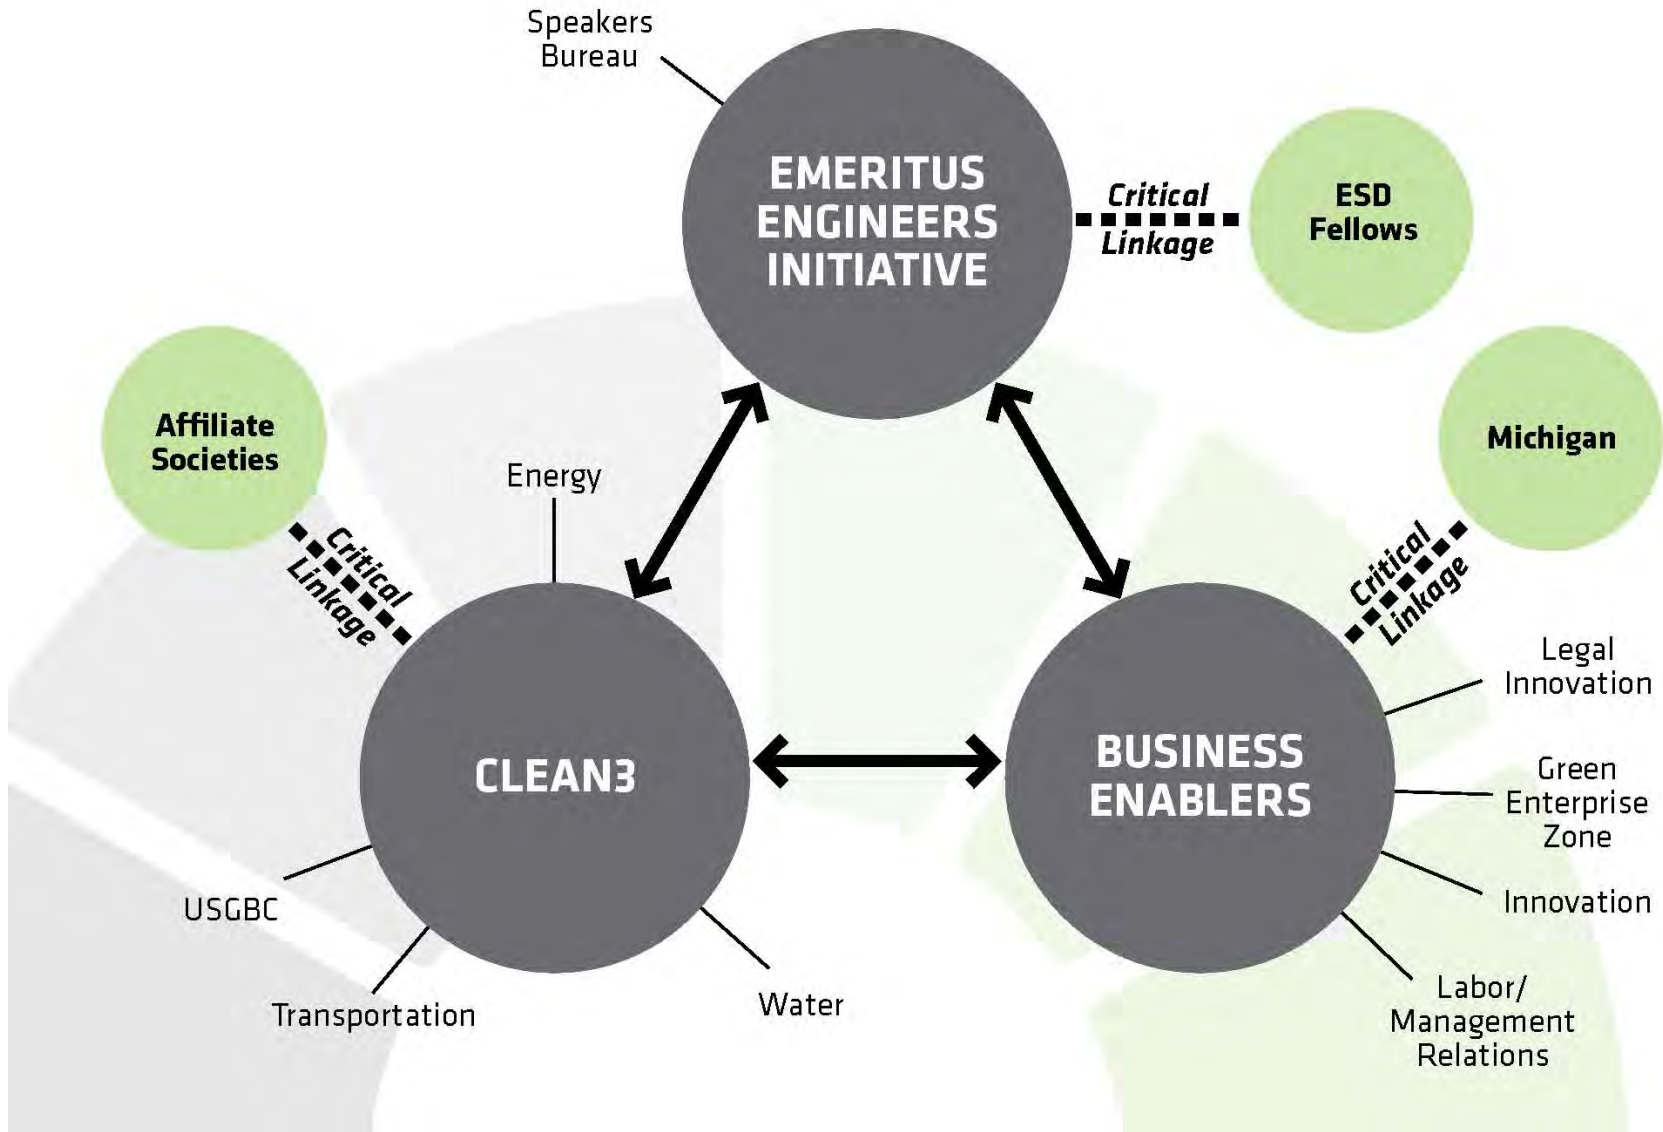 Speakers
Bureau
EMERITUS
ENGINEERS
INITIATIVE
Critical
Linkage
ESD
Fellows
Affiliate
Societies
Critical
Linkage
Michigan
Critical
Linkage
Energy
CLEAN3
USGBC
Transportation
Water
BUSINESS
ENABLERS
Legal
Innovation
Green
Enterprise
Zone
Innovation
Labor/
Management
Relations